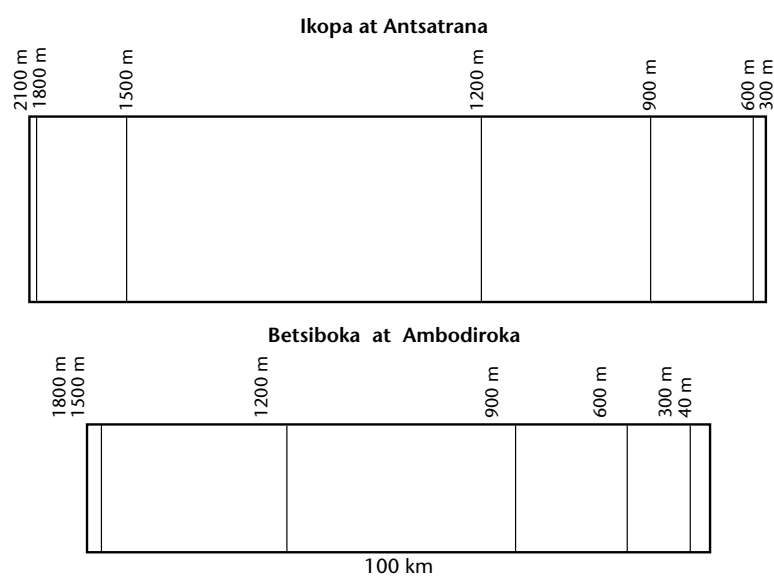 Ikopa at Antsatrana
2100 m
1800 m
1500 m
1200 m
900 m
600 m
300 m
Betsiboka at Ambodiroka
1800 m
1500 m
1200 m
900 m
600 m
300 m
40 m
100 km